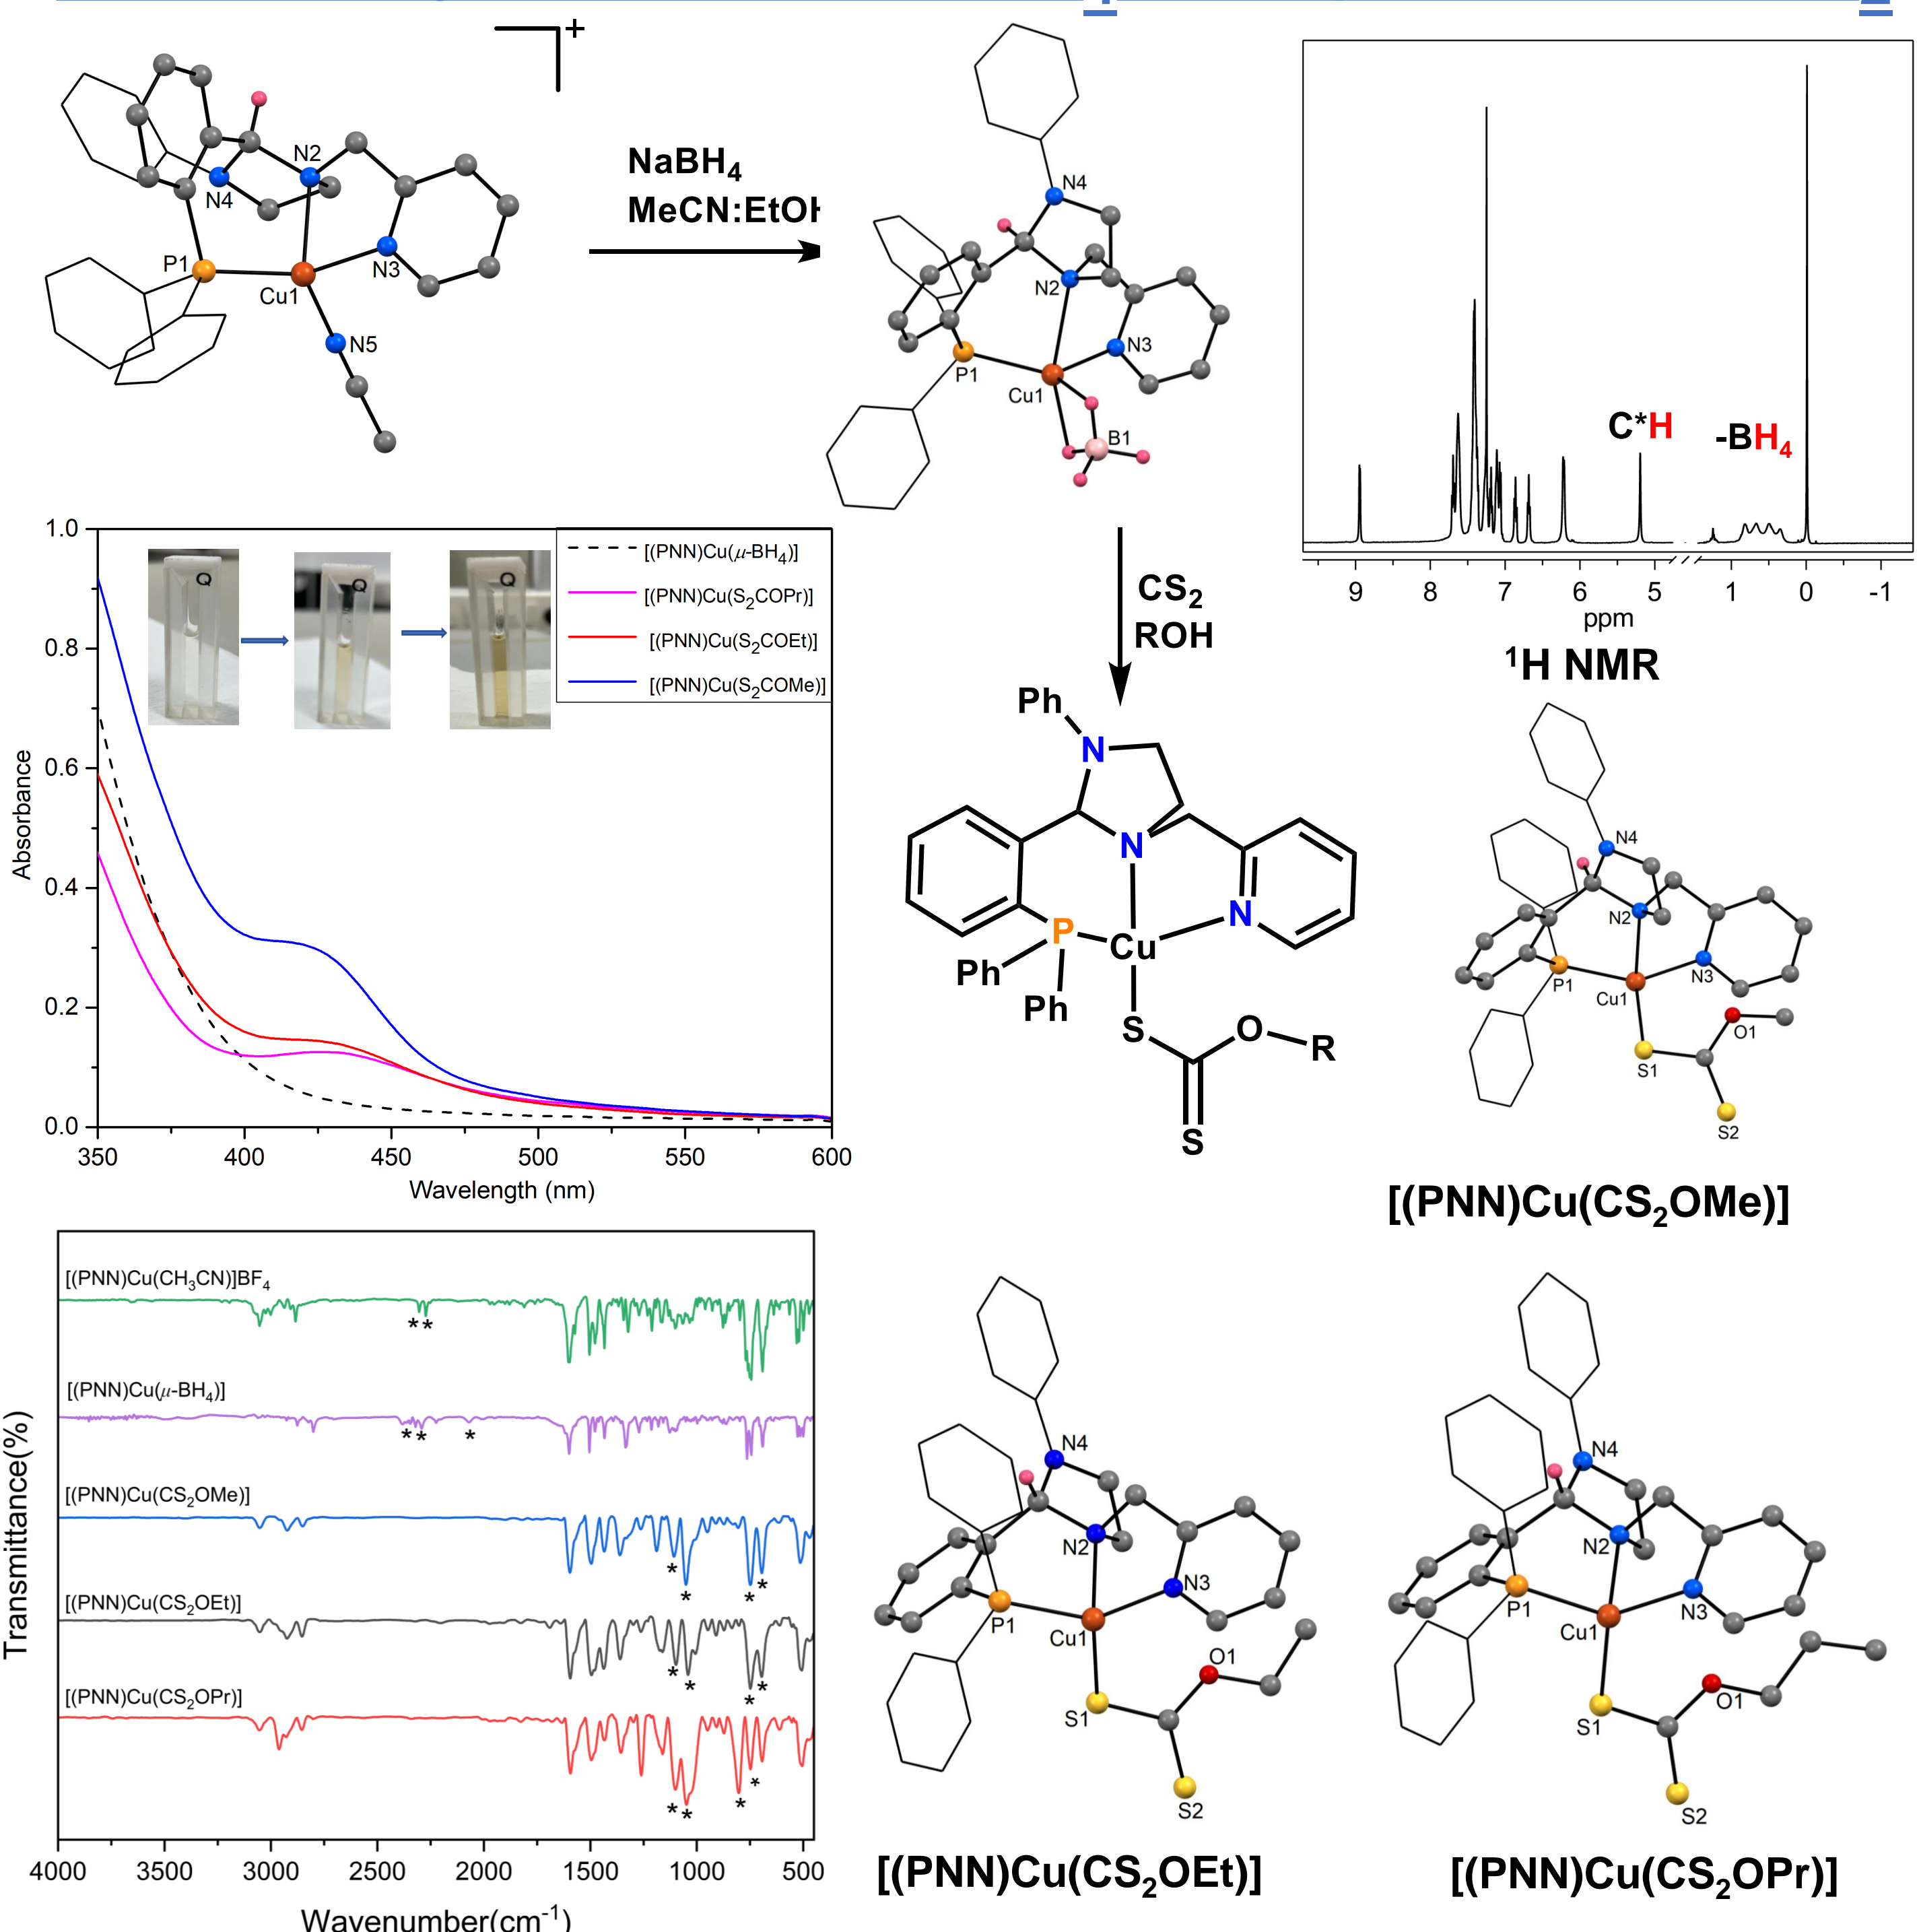 +
N2
N4
P1
Cu1
N3
N5
NaBH4
MeCN:EtOH
N4
N2
N3
P1
Cu1
B1
C*H
-BH4
9 8 7 6 5 1 0 -1
ppm
1H NMR
1.0
0.8
0.6
0.4
0.2
0.0
Absorbance
350 400 450 500 550 600
Wavelength (nm)
Q
Q
Q
[(PNN)Cu(μ-BH4)]
[(PNN)Cu(S2COPr)]
[(PNN)Cu(S2COEt)]
[(PNN)Cu(S2COMe)]
CS2
ROH
Ph
N
N
N
P
Cu
Ph
Ph
S
O
R
S
N4
N2
N3
P1
Cu1
O1
S1
S2
[(PNN)Cu(CS2OMe)]
[(PNN)Cu(CH3CN)]BF4
**
[(PNN)Cu(μ-BH4)]
** *
[(PNN)Cu(CS2OMe)]
* * * *
[(PNN)Cu(CS2OEt)]
* * * *
[(PNN)Cu(CS2OPr)]
* * * *
Transmittance(%)
4000 3500 3000 2500 2000 1500 1000 500
Wavenumber(cm-1)
N4
N2
N3
P1
Cu1
O1
S1
S2
[(PNN)Cu(CS2OEt)]
N4
N2
P1
Cu1
N3
O1
S1
S2
[(PNN)Cu(CS2OPr)]